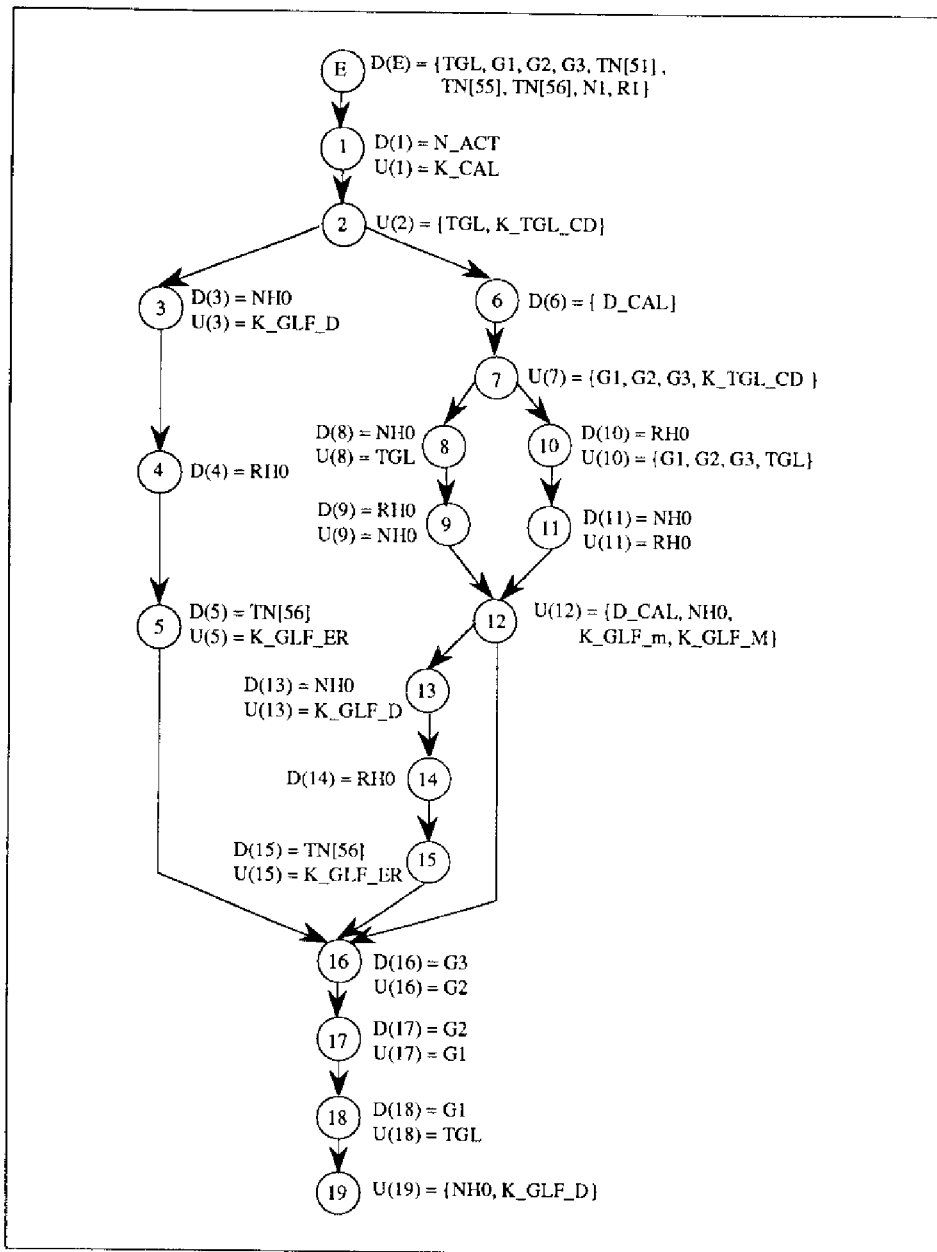 E D(E) = {TGL, G1, G2, G3, TN[51],
TN[55], TN[56], N1, R1}
1 D(1) = N_ACT
U(1) = K_CAL
2 U(2) = {TGL, K_TGL_CD}
3 D(3) = NH0
U(3) = K_GLF_D
6 D(6) = { D_CAL}
7 U(7) = {G1, G2, G3, K_TGL_CD }
D(8) = NH0
U(8) = TGL
8
10 D(10) = RH0
U(10) = {G1, G2, G3, TGL}
4 D(4) = RH0
D(9) = RH0
U(9) = NH0
9
11 D(11) = NH0
U(11) = RH0
5 D(5) = TN[56}
U(5) = K_GLF_ER
12 U(12) = {D_CAL, NH0,
K_GLF_m, K_GLF_M}
D(13) = NH0
U(13) = K_GLF_D
13
D(14) = RH0 14
D(15) = TN[56}
U(15) = K_GLF_ER
15
16 D(16) = G3
U(16) = G2
17 D(17) = G2
U(17) = G1
18 D(18) = G1
U(18) = TGL
19 U(19) = {NH0, K_GLF_D}